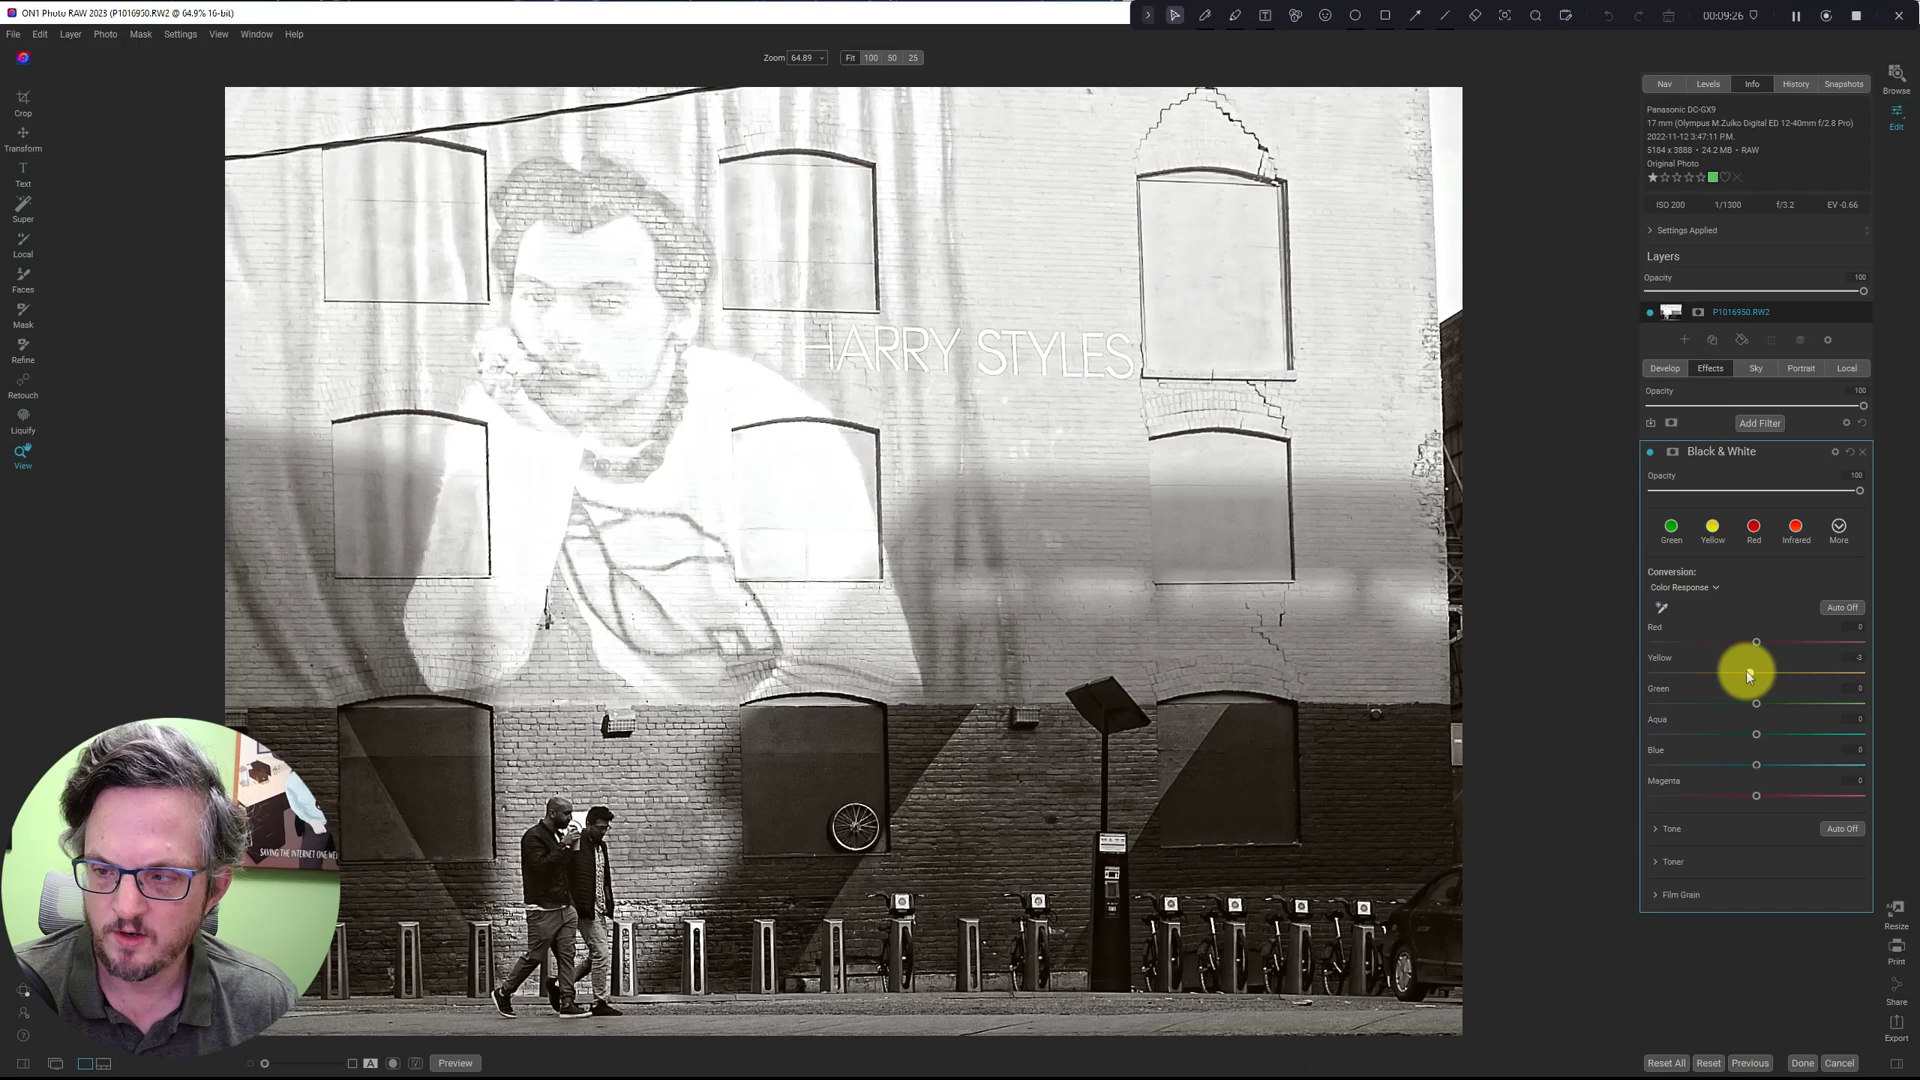 ON1 Photo RAW 2023 (P1016950.RW2 @ 64.9% 16-bit)
00:09:26
File Edit Layer Photo Mask Settings View Window Help
Zoom 64.89 Fit 100 50 25
Crop
Transform
Text
Super
Local
Faces
Mask
Refine
Retouch
Liquify
View
HARRY STYLES
SAVING THE INTERNET ONE
Preview
Nav Levels Info History Snapshots
Panasonic DC-GX9
17 mm (Olympus M.Zuiko Digital ED 12-40mm f/2.8 Pro)
2022-11-12 3:47:11 P.M.
5184 x 3888 • 24.2 MB • RAW
Original Photo
ISO 200 1/1300 f/3.2 EV -0.66
Settings Applied
Layers
Opacity 100
P1016950.RW2
Develop Effects Sky Portrait Local
Opacity 100
Add Filter
Black & White
Opacity 100
Green Yellow Red Infrared More
Conversion:
Color Response
Auto Off
Red 0
Yellow -3
Green 0
Aqua 0
Blue 0
Magenta 0
Tone Auto Off
Toner
Film Grain
Reset All Reset Previous Done Cancel
Browse
Edit
AI
Resize
Print
Share
Export
A